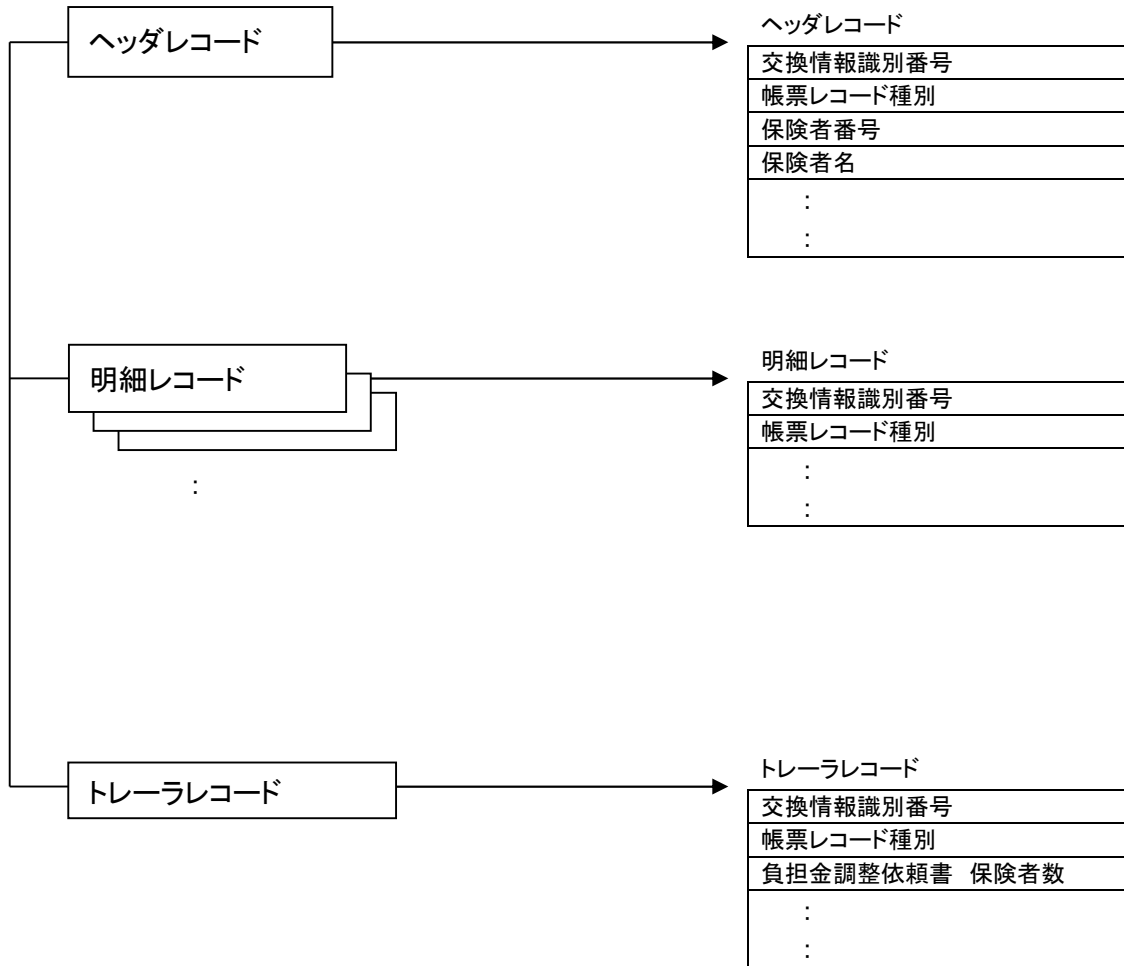 ヘッダレコード
ヘッダレコード
交換情報識別番号
帳票レコード種別
保険者番号
保険者名
:
:
明細レコード
:
明細レコード
交換情報識別番号
帳票レコード種別
:
:
トレーラレコード
トレーラレコード
交換情報識別番号
帳票レコード種別
負担金調整依頼書 保険者数
:
: